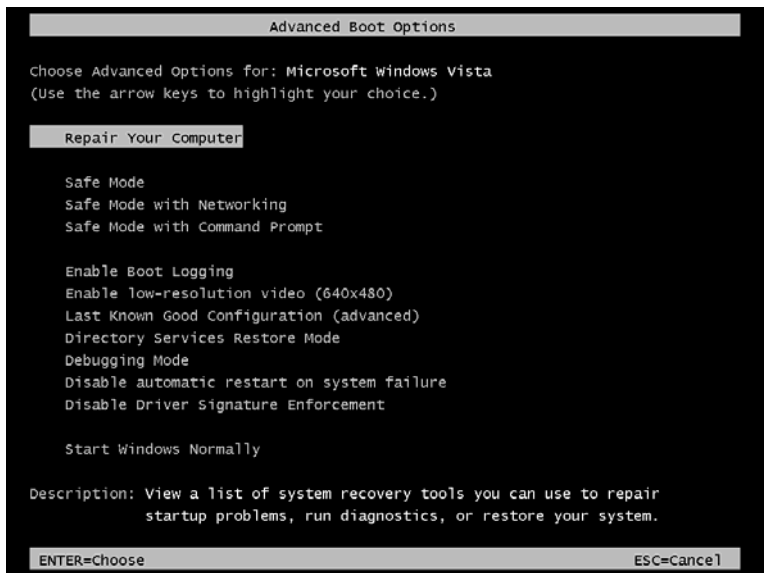 Advanced Boot Options
Choose Advanced Options for: Microsoft Windows Vista
(Use the arrow keys to highlight your choice.)
Repair Your Computer
Safe Mode
Safe Mode with Networking
Safe Mode with Command Prompt
Enable Boot Logging
Enable low-resolution video (640x480)
Last Known Good Configuration (advanced)
Directory Services Restore Mode
Debugging Mode
Disable automatic restart on system failure
Disable Driver Signature Enforcement
Start Windows Normally
Description: View a list of system recovery tools you can use to repair
startup problems, run diagnostics, or restore your system.
ENTER=Choose ESC=Cancel